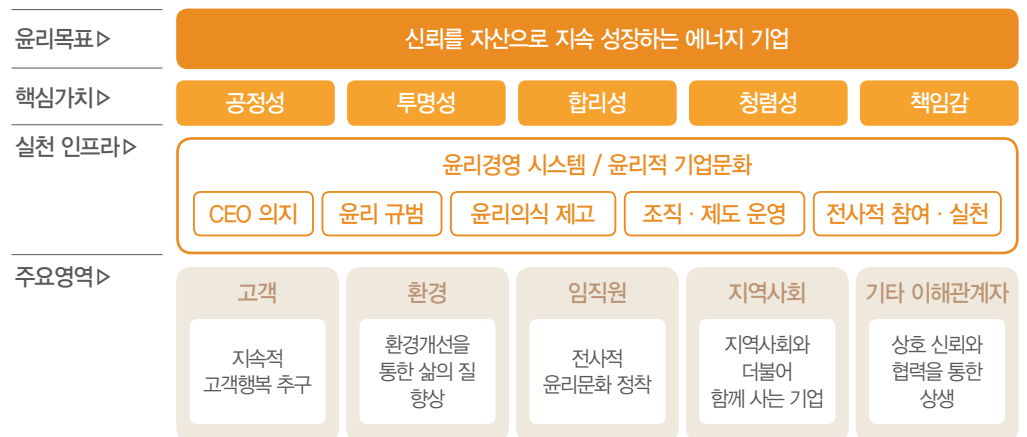 윤리목표▷
신뢰를 자산으로 지속 성장하는 에너지 기업
핵심가치▷
공정성
투명성
합리성
청렴성
책임감
실천 인프라▷
윤리경영 시스템 / 윤리적 기업문화
CEO 의지
윤리 규범
윤리의식 제고
조직 · 제도 운영
전사적 참여 · 실천
주요영역▷
고객
지속적
고객행복 추구
환경
환경개선을
통한 삶의 질
향상
임직원
전사적
윤리문화 정착
지역사회
지역사회와
더불어
함께 사는 기업
기타 이해관계자
상호 신뢰와
협력을 통한
상생